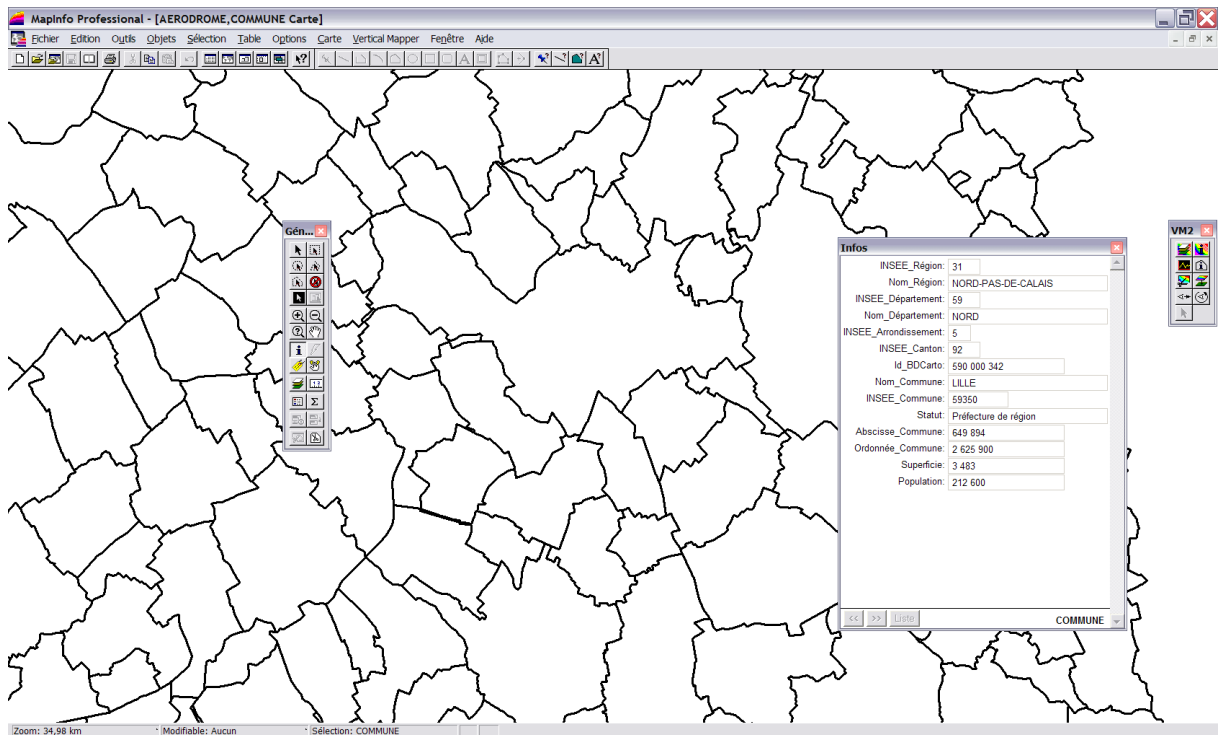 MapInfo Professional - [AERODROME,COMMUNE Carte]
Fichier Edition Outils Objets Sélection Table Options Carte Vertical Mapper Fenêtre Aide
Gén...
VM2
Infos
INSEE_Région: 31
Nom_Région: NORD-PAS-DE-CALAIS
INSEE_Département: 59
Nom_Département: NORD
INSEE_Arrondissement: 5
INSEE_Canton: 92
Id_BDCarto: 590 000 342
Nom_Commune: LILLE
INSEE_Commune: 59350
Statut: Préfecture de région
Abscisse_Commune: 649 894
Ordonnée_Commune: 2 625 900
Superficie: 3 483
Population: 212 600
<< >> Liste COMMUNE
Zoom: 34,98 km Modifiable: Aucun Sélection: COMMUNE